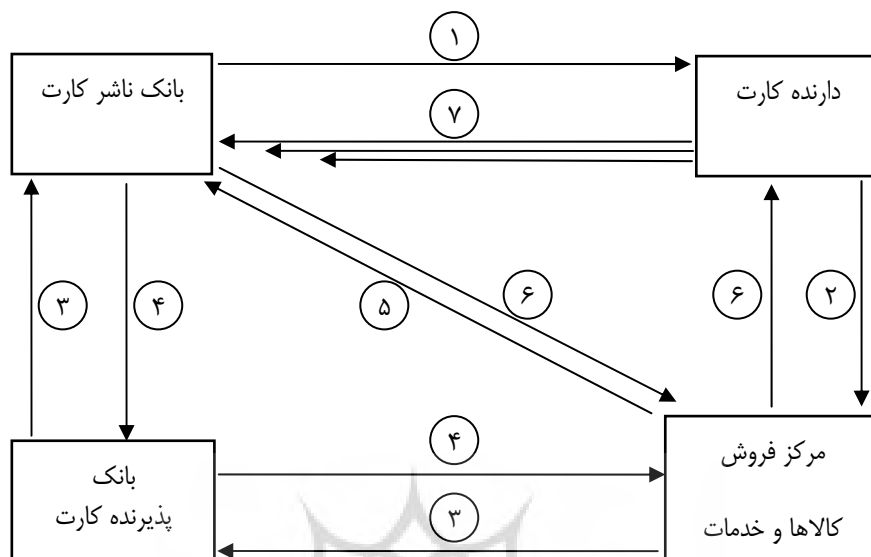 ۱
بانک ناشر کارت
دارنده کارت
۷
۳
۴
۵
۶
۶
۲
بانک
پذیرنده کارت
۴
۳
مرکز فروش
کالاها و خدمات